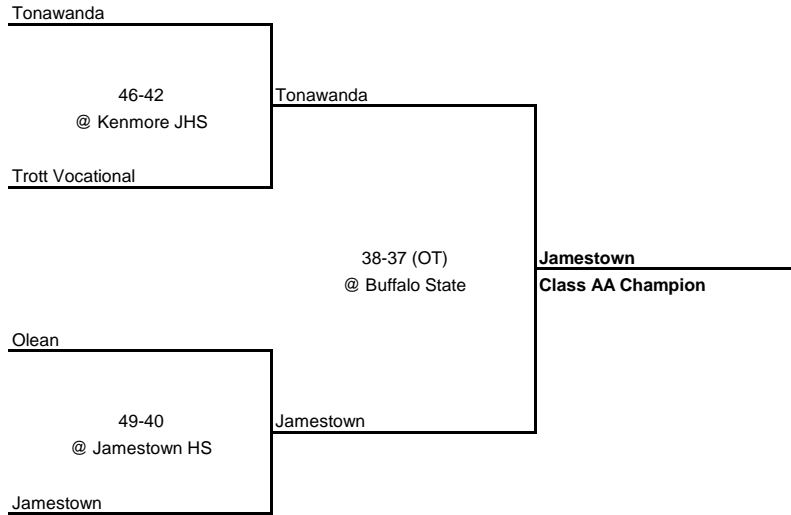 Tonawanda
46-42
@ Kenmore JHS
Tonawanda
Trott Vocational
38-37 (OT)
@ Buffalo State
Jamestown
Class AA Champion
Olean
49-40
@ Jamestown HS
Jamestown
Jamestown